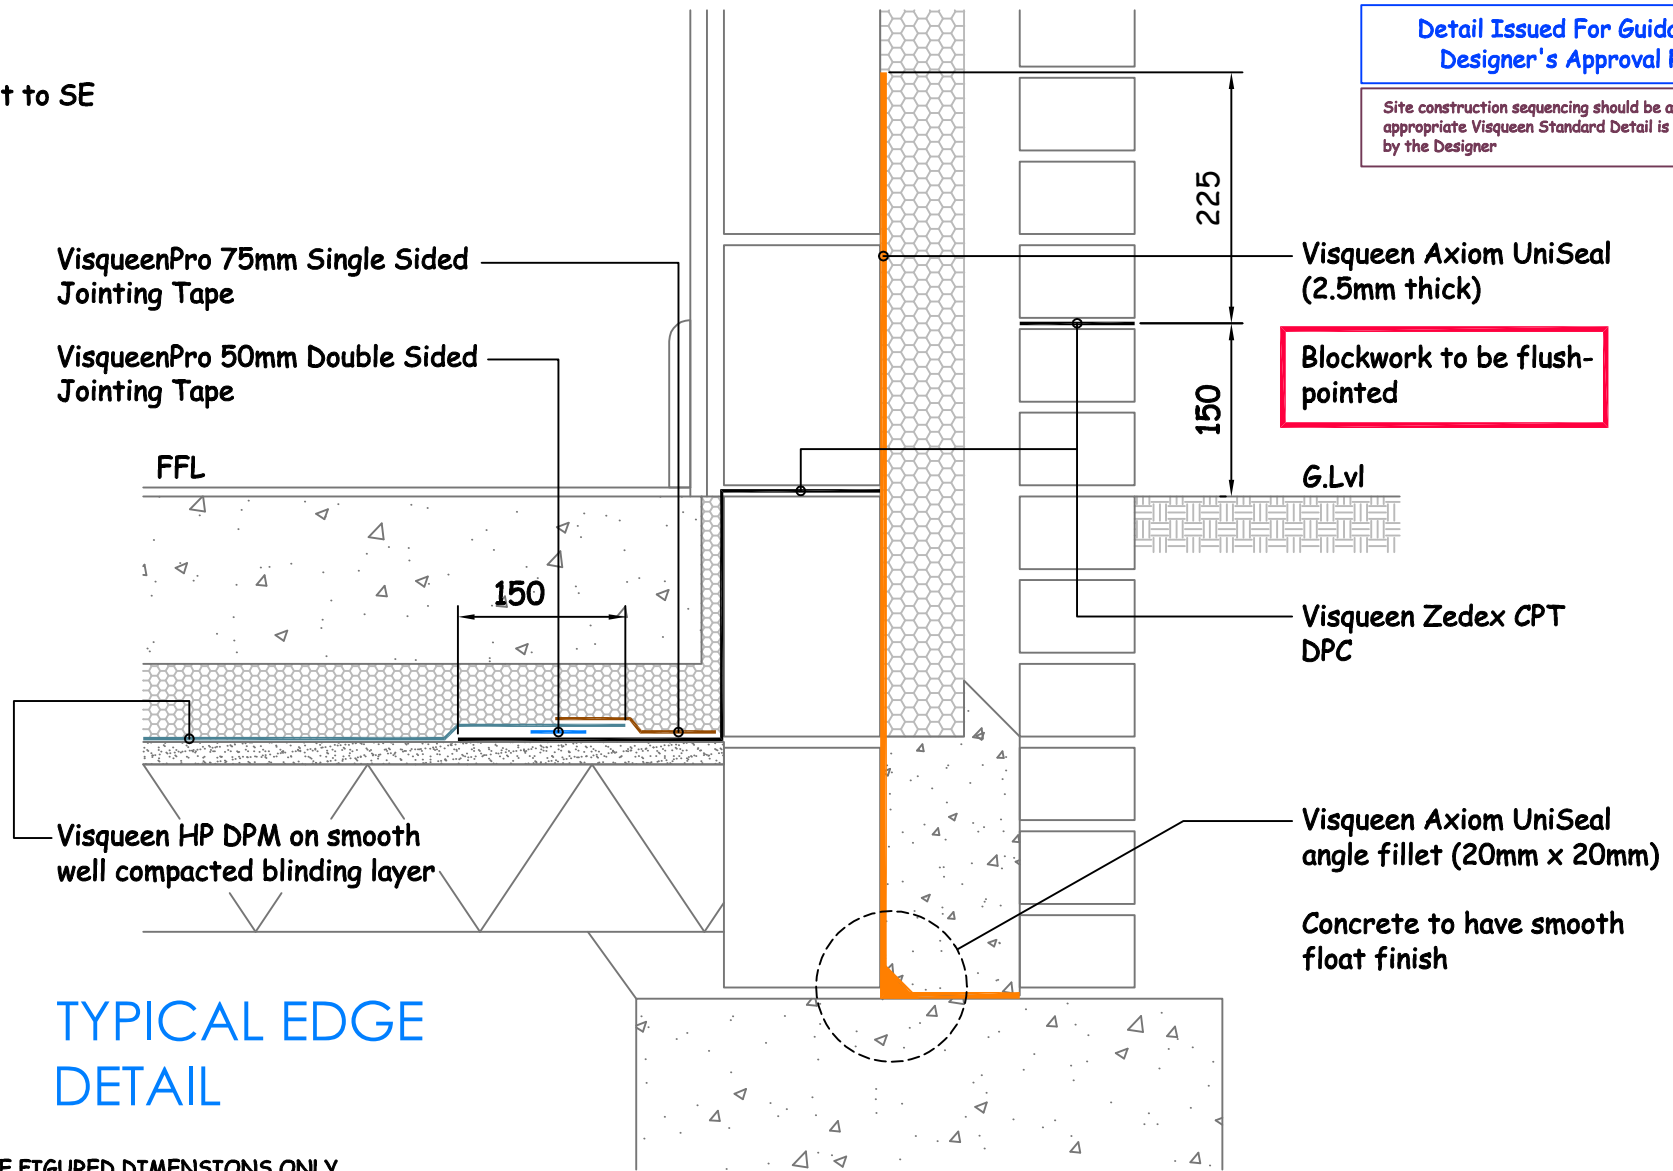 Detail Issued For
Designer's Approval
Site construction sequencing should be
appropriate Visqueen Standard Detail is
by the Designer
t to SE
225
VisqueenPro 75mm Single Sided
Jointing Tape
Visqueen Axiom UniSeal
(2.5mm thick)
VisqueenPro 50mm Double Sided
Jointing Tape
Blockwork to be flush-
pointed
150
FFL
G.Lvl
150
Visqueen Zedex CPT
DPC
Visqueen HP DPM on smooth
well compacted blinding layer
Visqueen Axiom UniSeal
angle fillet (20mm x 20mm)
Concrete to have smooth
float finish
TYPICAL EDGE
DETAIL
FIGURED DIMENSIONS ONLY